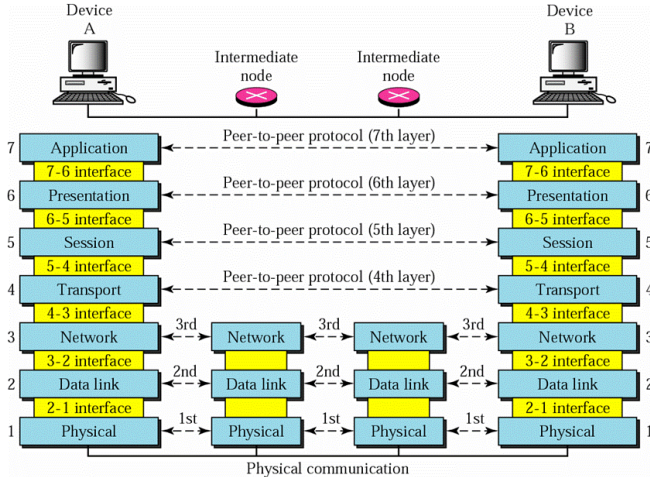 Device
A
Device
B
Intermediate
node
Intermediate
node
7 Application Peer-to-peer protocol (7th layer) Application 7
7-6 interface 7-6 interface
6 Presentation Peer-to-peer protocol (6th layer) Presentation 6
6-5 interface 6-5 interface
5 Session Peer-to-peer protocol (5th layer) Session 5
5-4 interface 5-4 interface
4 Transport Peer-to-peer protocol (4th layer) Transport 4
4-3 interface 4-3 interface
3 Network 3rd Network 3rd Network 3rd Network 3
3-2 interface 3-2 interface
2 Data link 2nd Data link 2nd Data link 2nd Data link 2
2-1 interface 2-1 interface
1 Physical 1st Physical 1st Physical 1st Physical 1
Physical communication